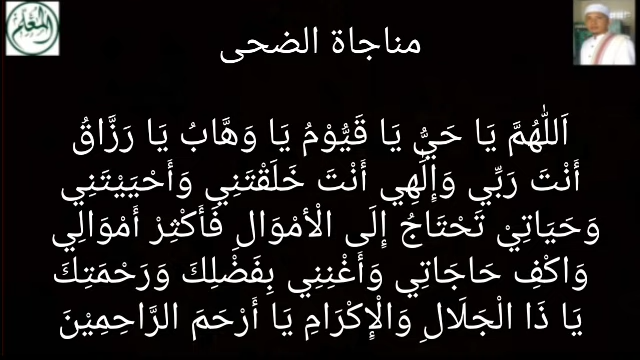 المعلم
مناجاة الضحى
اَللّٰهُمَّ يَا حَيُّ يَا قَيُّوْمُ يَا وَهَّابُ يَا رَزَّاقُ
أَنْتَ رَبِّي وَإِلَهِي أَنْتَ خَلَقْتَنِي وَأَحْيَيْتَنِي
وَحَيَاتِيْ تَحْتَاجُ إِلَى الْأَمْوَالِ فَأَكْثِرْ أَمْوَالِي
وَاكْفِ حَاجَاتِي وَأَغْنِنِي بِفَضْلِكَ وَرَحْمَتِكَ
يَا ذَا الْجَلَالِ وَالْإِكْرَامِ يَا أَرْحَمَ الرَّاحِمِيْنَ